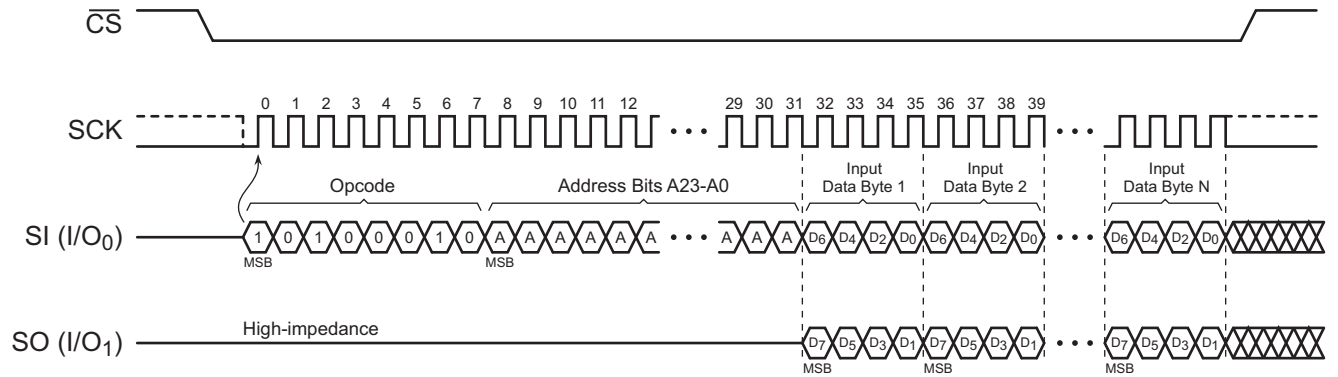 CS
0 1 2 3 4 5 6 7 8 9 10 11 12 29 30 31 32 33 34 35 36 37 38 39
SCK
Opcode Address Bits A23-A0 Input Data Byte 1 Input Data Byte 2 Input Data Byte N
SI (I/O0) 1 0 1 0 0 0 1 0 A A A A A A A A A D6 D4 D2 D0 D6 D4 D2 D0 D6 D4 D2 D0
MSB MSB
High-impedance
SO (I/O1) D7 D5 D3 D1 D7 D5 D3 D1 D7 D5 D3 D1
MSB MSB MSB